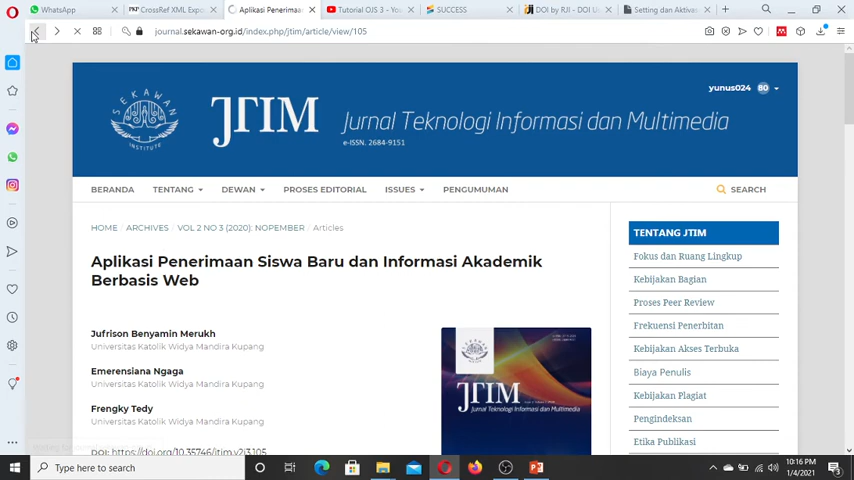 WhatsApp
CrossRef XML Expo
Aplikasi Penerimaa
Tutorial OJS 3 - Yo
SUCCESS
DOI by RJI - DOI U
Setting dan Aktivas
journal.sekawan-org.id/index.php/jtim/article/view/105
yunus024 80
SEKAWAN
INSTITUTE
JTIM Jurnal Teknologi Informasi dan Multimedia
e-ISSN. 2684-9151
BERANDA TENTANG DEWAN PROSES EDITORIAL ISSUES PENGUMUMAN SEARCH
HOME / ARCHIVES / VOL 2 NO 3 (2020): NOPEMBER / Articles
Aplikasi Penerimaan Siswa Baru dan Informasi Akademik
Berbasis Web
Jufrison Benyamin Merukh
Universitas Katolik Widya Mandira Kupang
Emerensiana Ngaga
Universitas Katolik Widya Mandira Kupang
Frengky Tedy
Universitas Katolik Widya Mandira Kupang
DOI: https://doi.org/10.35746/jtim.v2i3.105
JTIM
Jurnal Teknologi Informasi dan Multimedia
TENTANG JTIM
Fokus dan Ruang Lingkup
Kebijakan Bagian
Proses Peer Review
Frekuensi Penerbitan
Kebijakan Akses Terbuka
Biaya Penulis
Kebijakan Plagiat
Pengindeksan
Etika Publikasi
Type here to search
10:16 PM
1/4/2021
3